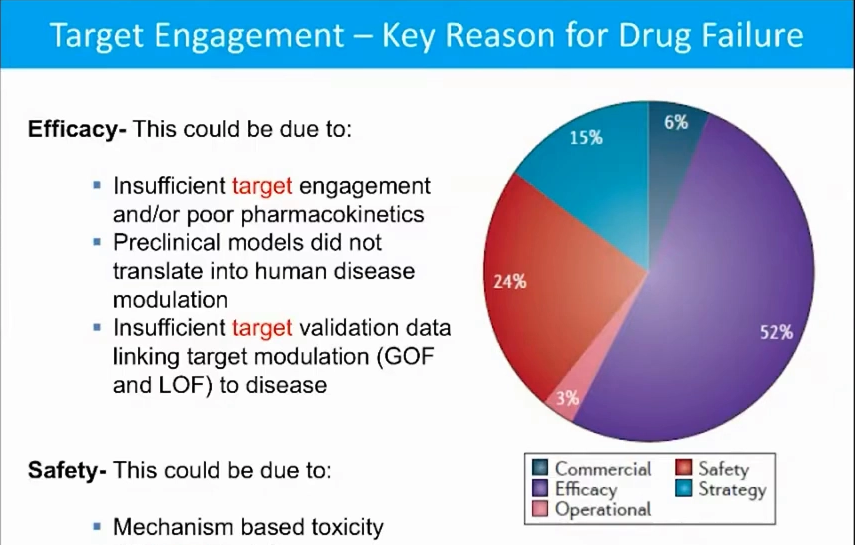 Target Engagement – Key Reason for Drug Failure
Efficacy- This could be due to:
▪ Insufficient target engagement
and/or poor pharmacokinetics
▪ Preclinical models did not
translate into human disease
modulation
▪ Insufficient target validation data
linking target modulation (GOF
and LOF) to disease
Safety- This could be due to:
▪ Mechanism based toxicity
6%
15%
24%
52%
3%
Commercial
Safety
Efficacy
Strategy
Operational